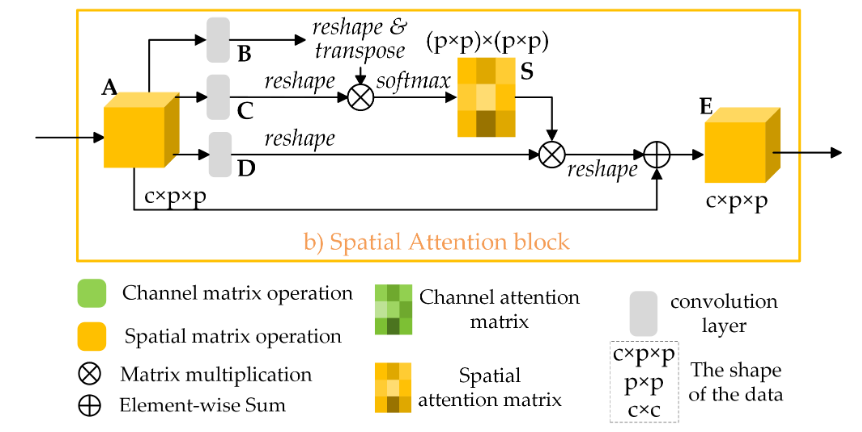 reshape &
transpose
(p×p)×(p×p)
B
A
reshape
softmax
S
C
E
reshape
D
reshape
c×p×p
c×p×p
b) Spatial Attention block
Channel matrix operation
Channel attention
matrix
convolution
layer
Spatial matrix operation
c×p×p
p×p
c×c
The shape
of the data
Matrix multiplication
Spatial
attention matrix
Element-wise Sum